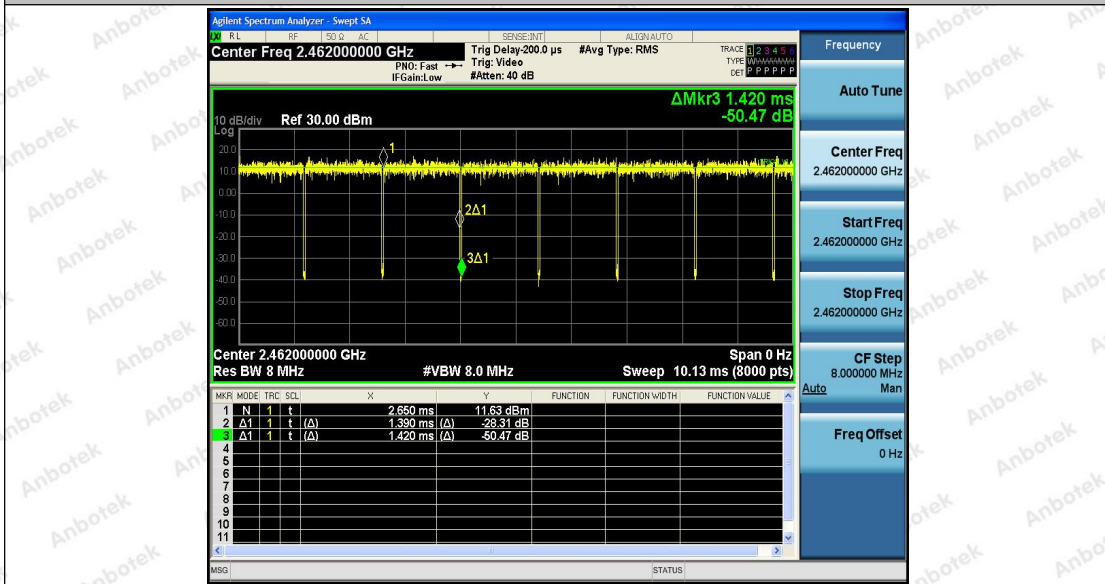 Agilent Spectrum Analyzer - Swept SA
RL RF 50 Ω AC SENSE:INT ALIGN AUTO
Center Freq 2.462000000 GHz
PNO: Fast
IFGain:Low
Trig Delay-200.0 µs
Trig: Video
#Atten: 40 dB
#Avg Type: RMS
TRACE 1 2 3 4 5 6
TYPE
DET P P P P P P
ΔMkr3 1.420 ms
-50.47 dB
10 dB/div Ref 30.00 dBm
Log
20.0
10.0
0.00
-10.0
-20.0
-30.0
-40.0
-50.0
-60.0
1
2Δ1
3Δ1
Center 2.462000000 GHz Span 0 Hz
Res BW 8 MHz #VBW 8.0 MHz Sweep 10.13 ms (8000 pts)
MKR MODE TRC SCL X Y FUNCTION FUNCTION WIDTH FUNCTION VALUE
1 N 1 t 2.650 ms 11.63 dBm
2 Δ1 1 t (Δ) 1.390 ms (Δ) -28.31 dB
3 Δ1 1 t (Δ) 1.420 ms (Δ) -50.47 dB
4
5
6
7
8
9
10
11
MSG STATUS
Frequency
Auto Tune
Center Freq
2.462000000 GHz
Start Freq
2.462000000 GHz
Stop Freq
2.462000000 GHz
CF Step
8.000000 MHz
Auto Man
Freq Offset
0 Hz
Anbotek